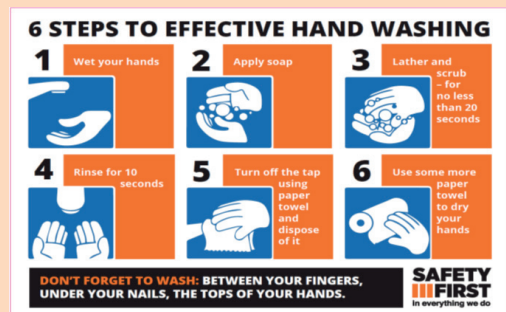 6 STEPS TO EFFECTIVE HAND WASHING
1
Wet your hands
2
Apply soap
3
Lather and
scrub
– for
no less
than 20
seconds
4
Rinse for 10
seconds
5
Turn off the tap
using
paper
towel
and
dispose
of it
6
Use some more
paper
towel
to dry
your
hands
DON'T FORGET TO WASH: BETWEEN YOUR FINGERS,
UNDER YOUR NAILS, THE TOPS OF YOUR HANDS.
SAFETY
FIRST
In everything we do